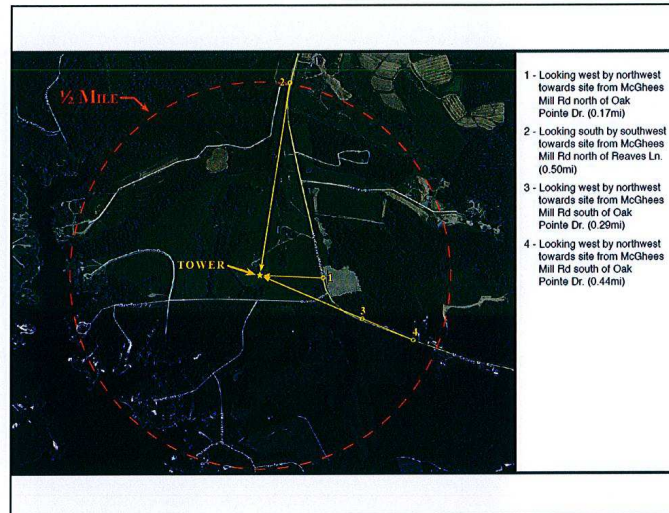 1 - Looking west by northwest
towards site from McGhees
Mill Rd north of Oak
Pointe Dr. (0.17mi)
2 - Looking south by southwest
towards site from McGhees
Mill Rd north of Reaves Ln.
(0.50mi)
3 - Looking west by northwest
towards site from McGhees
Mill Rd south of Oak
Pointe Dr. (0.29mi)
4 - Looking west by northwest
towards site from McGhees
Mill Rd south of Oak
Pointe Dr. (0.44mi)
½ MILE
2
TOWER
1
3
4